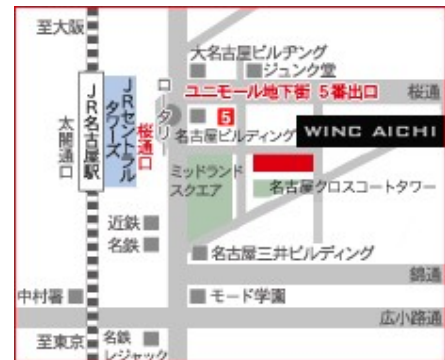 至大阪
大名古屋ビルヂング
ジュンク堂
ユニモール地下街 5番出口
桜通
ロータリー
JRセントラルタワーズ
JR名古屋駅
桜通口
太閤通口
5
名古屋ビルディング
WINC AICHI
ミッドランド
スクエア
名古屋クロスコートタワー
近鉄
名鉄
名古屋三井ビルディング
錦通
中村署
モード学園
広小路通
至東京
名鉄
レジャック